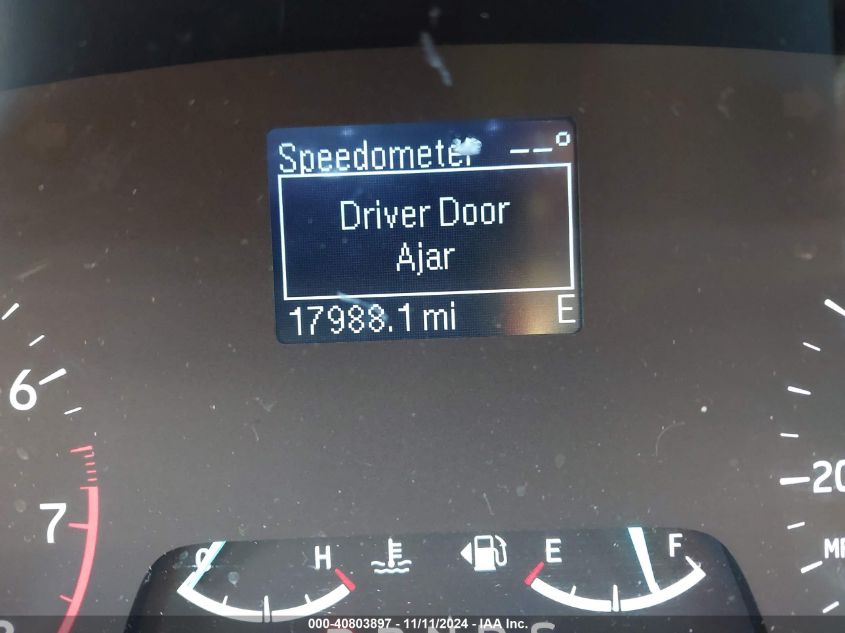 Speedometer --°
Driver Door
Ajar
17988.1 mi E
6
7
20
C H E F
000-40803897 - 11/11/2024 - IAA Inc.